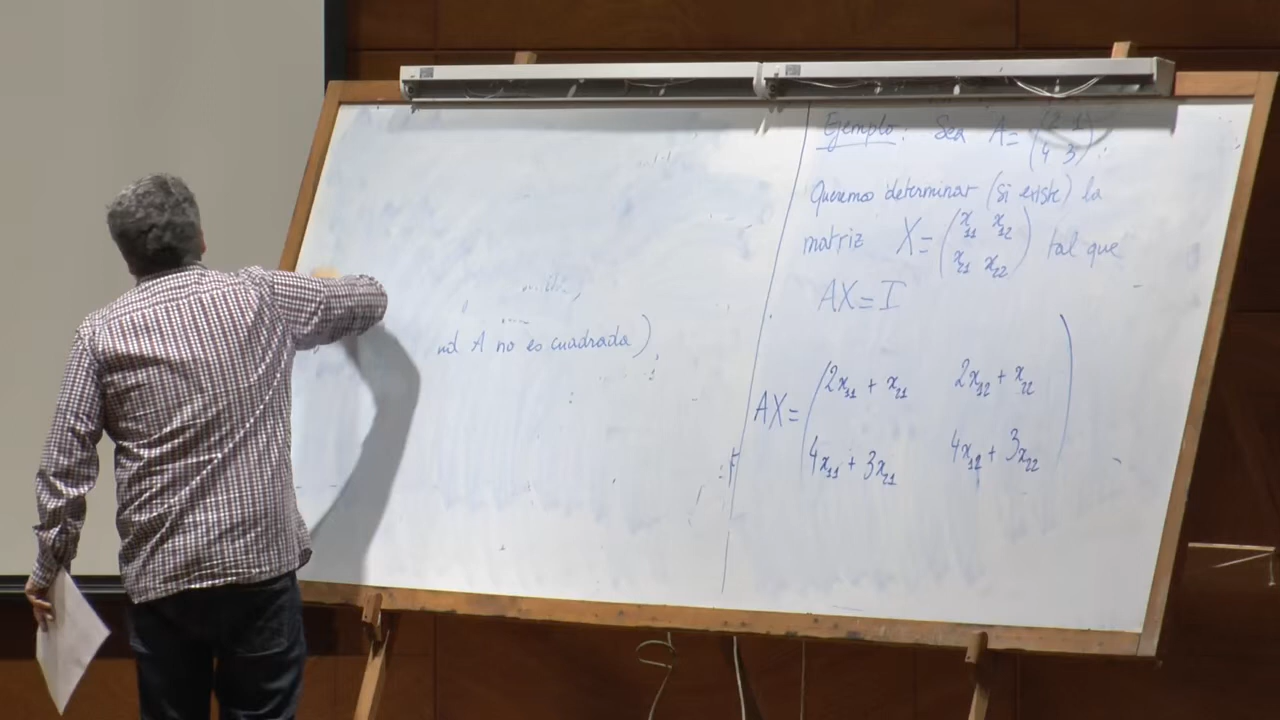 A no es cuadrada)
Ejemplo: Sea A = (2 1
4 3).
Queremos determinar (si existe) la
matriz X = (x₁₁ x₁₂
x₂₁ x₂₂) tal que
AX = I
AX = (2x₁₁ + x₂₁ 2x₁₂ + x₂₂
4x₁₁ + 3x₂₁ 4x₁₂ + 3x₂₂)